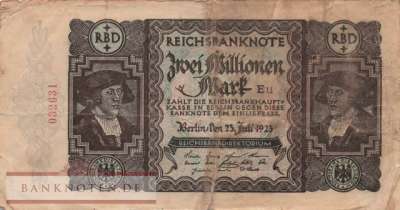 RBD
REICHSBANKNOTE
RBD
Zwei Millionen
Mark
Eu
ZAHLT DIE REICHSBANKHAUPT-
KASSE IN BERLIN GEGEN DIESE
BANKNOTE DEM EINLIEFERER.
Berlin, den 23. Juli 1923
REICHSBANKDIREKTORIUM
032631
BANKNOTEN.DE